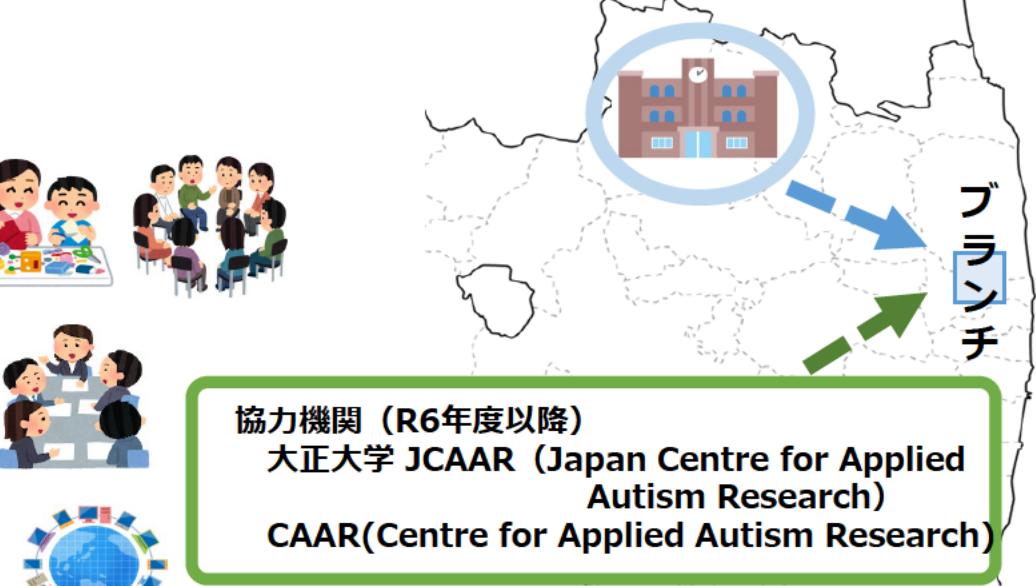 ブランチ
協力機関（R6年度以降）
大正大学 JCAAR（Japan Centre for Applied
Autism Research）
CAAR(Centre for Applied Autism Research)